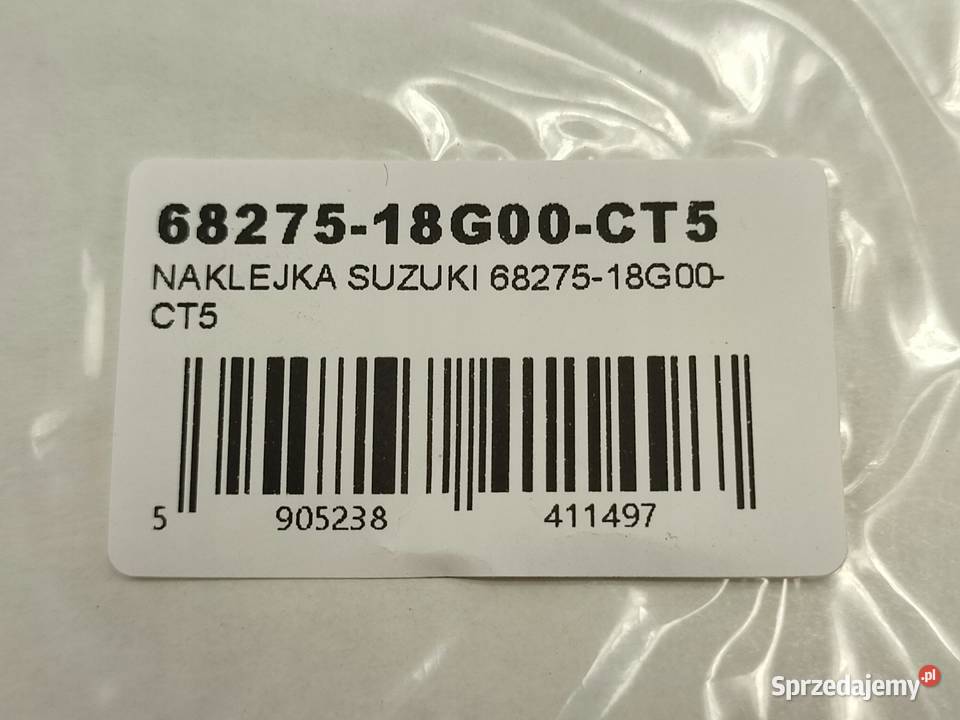 68275-18G00-CT5
NAKLEJKA SUZUKI 68275-18G00-
CT5
5 905238 411497
Sprzedajemy.pl